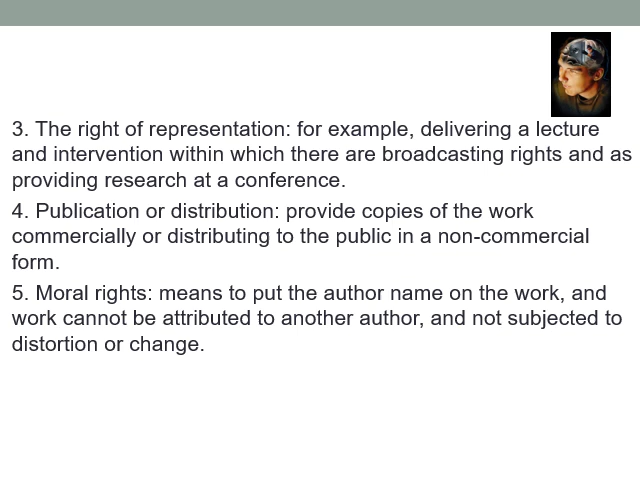 3. The right of representation: for example, delivering a lecture
and intervention within which there are broadcasting rights and as
providing research at a conference.
4. Publication or distribution: provide copies of the work
commercially or distributing to the public in a non-commercial
form.
5. Moral rights: means to put the author name on the work, and
work cannot be attributed to another author, and not subjected to
distortion or change.